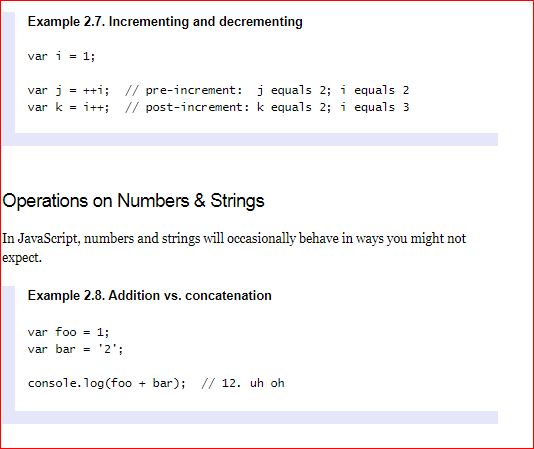 Example 2.7. Incrementing and decrementing
var i = 1;
var j = ++i;  // pre-increment:  j equals 2; i equals 2
var k = i++;  // post-increment: k equals 2; i equals 3
Operations on Numbers & Strings
In JavaScript, numbers and strings will occasionally behave in ways you might not
expect.
Example 2.8. Addition vs. concatenation
var foo = 1;
var bar = '2';
console.log(foo + bar);  // 12. uh oh